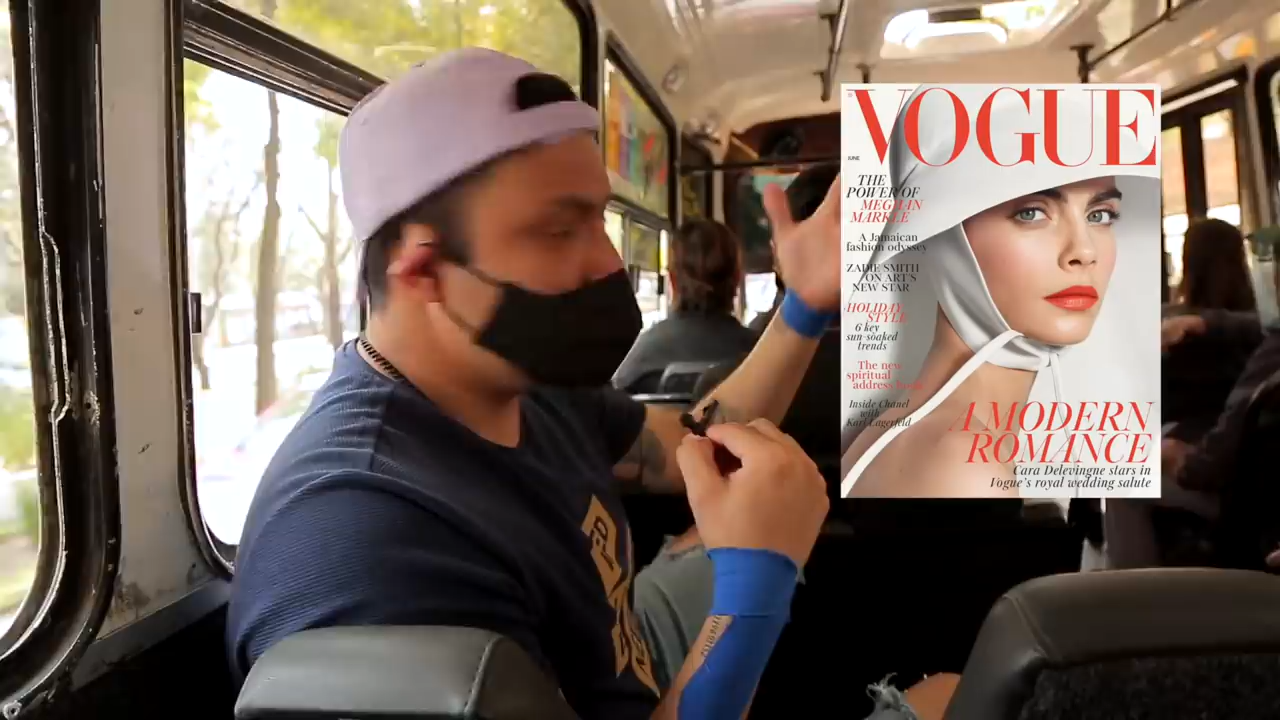 VOGUE
JUNE
THE
POWER OF
MEGHAN
MARKLE
A Jamaican
fashion odyssey
ZADIE SMITH
ON ART'S
NEW STAR
HOLIDAY
STYLE
6 key
sun-soaked
trends
The new
spiritual
address book
Inside Chanel
with
Karl Lagerfeld
A MODERN
ROMANCE
Cara Delevingne stars in
Vogue's royal wedding salute